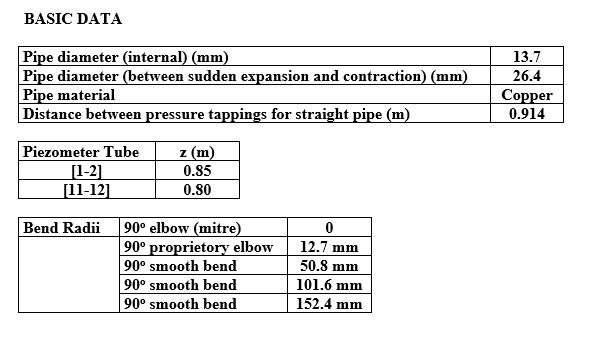 BASIC DATA
Pipe diameter (internal) (mm) 13.7
Pipe diameter (between sudden expansion and contraction) (mm) 26.4
Pipe material Copper
Distance between pressure tappings for straight pipe (m) 0.914
Piezometer Tube z (m)
[1-2] 0.85
[11-12] 0.80
Bend Radii 90º elbow (mitre) 0
90º proprietory elbow 12.7 mm
90º smooth bend 50.8 mm
90º smooth bend 101.6 mm
90º smooth bend 152.4 mm